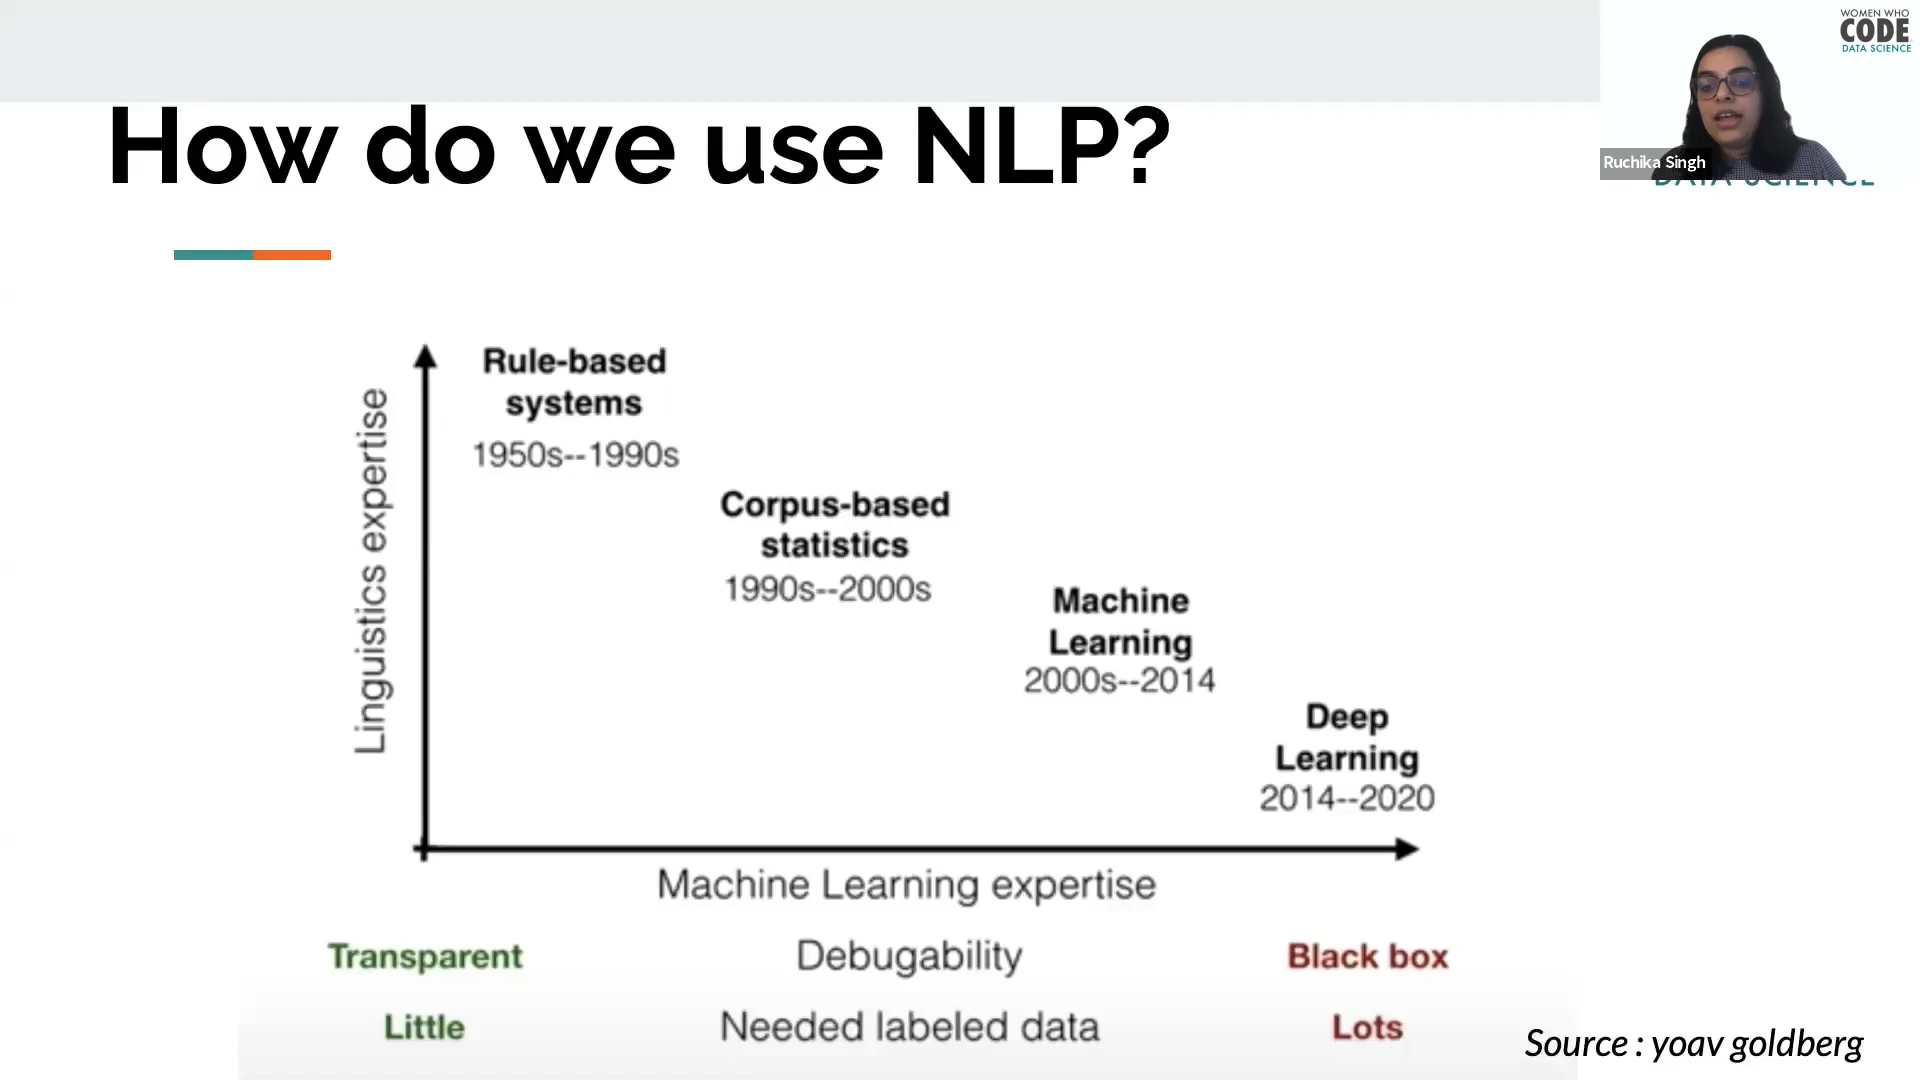 WOMEN WHO
CODE
DATA SCIENCE
How do we use NLP?
Ruchika Singh
DATA SCIENCE
Rule-based
systems
1950s--1990s
Corpus-based
statistics
1990s--2000s
Machine
Learning
2000s--2014
Deep
Learning
2014--2020
Linguistics expertise
Machine Learning expertise
Transparent Debugability Black box
Little Needed labeled data Lots
Source : yoav goldberg